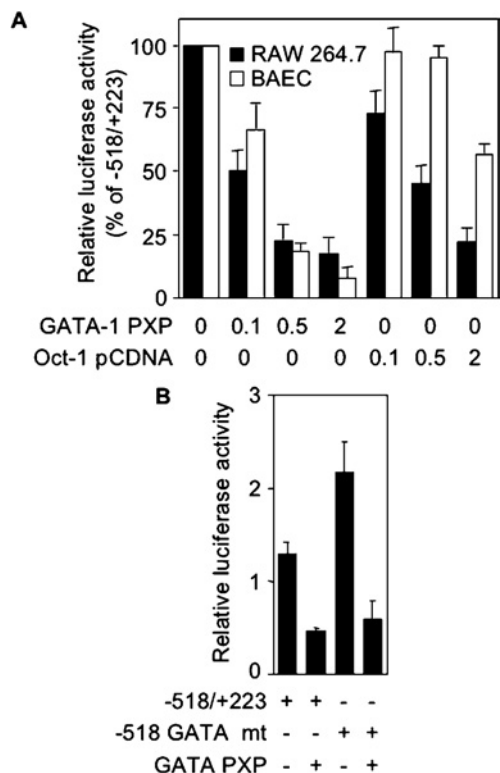 A
Relative luciferase activity
(% of -518/+223)
100
75
50
25
0
RAW 264.7
BAEC
GATA-1 PXP 0 0.1 0.5 2 0 0 0
Oct-1 pCDNA 0 0 0 0 0.1 0.5 2
B
Relative luciferase activity
3
2
1
0
-518/+223 + + - -
-518 GATA mt - - + +
GATA PXP - + - +